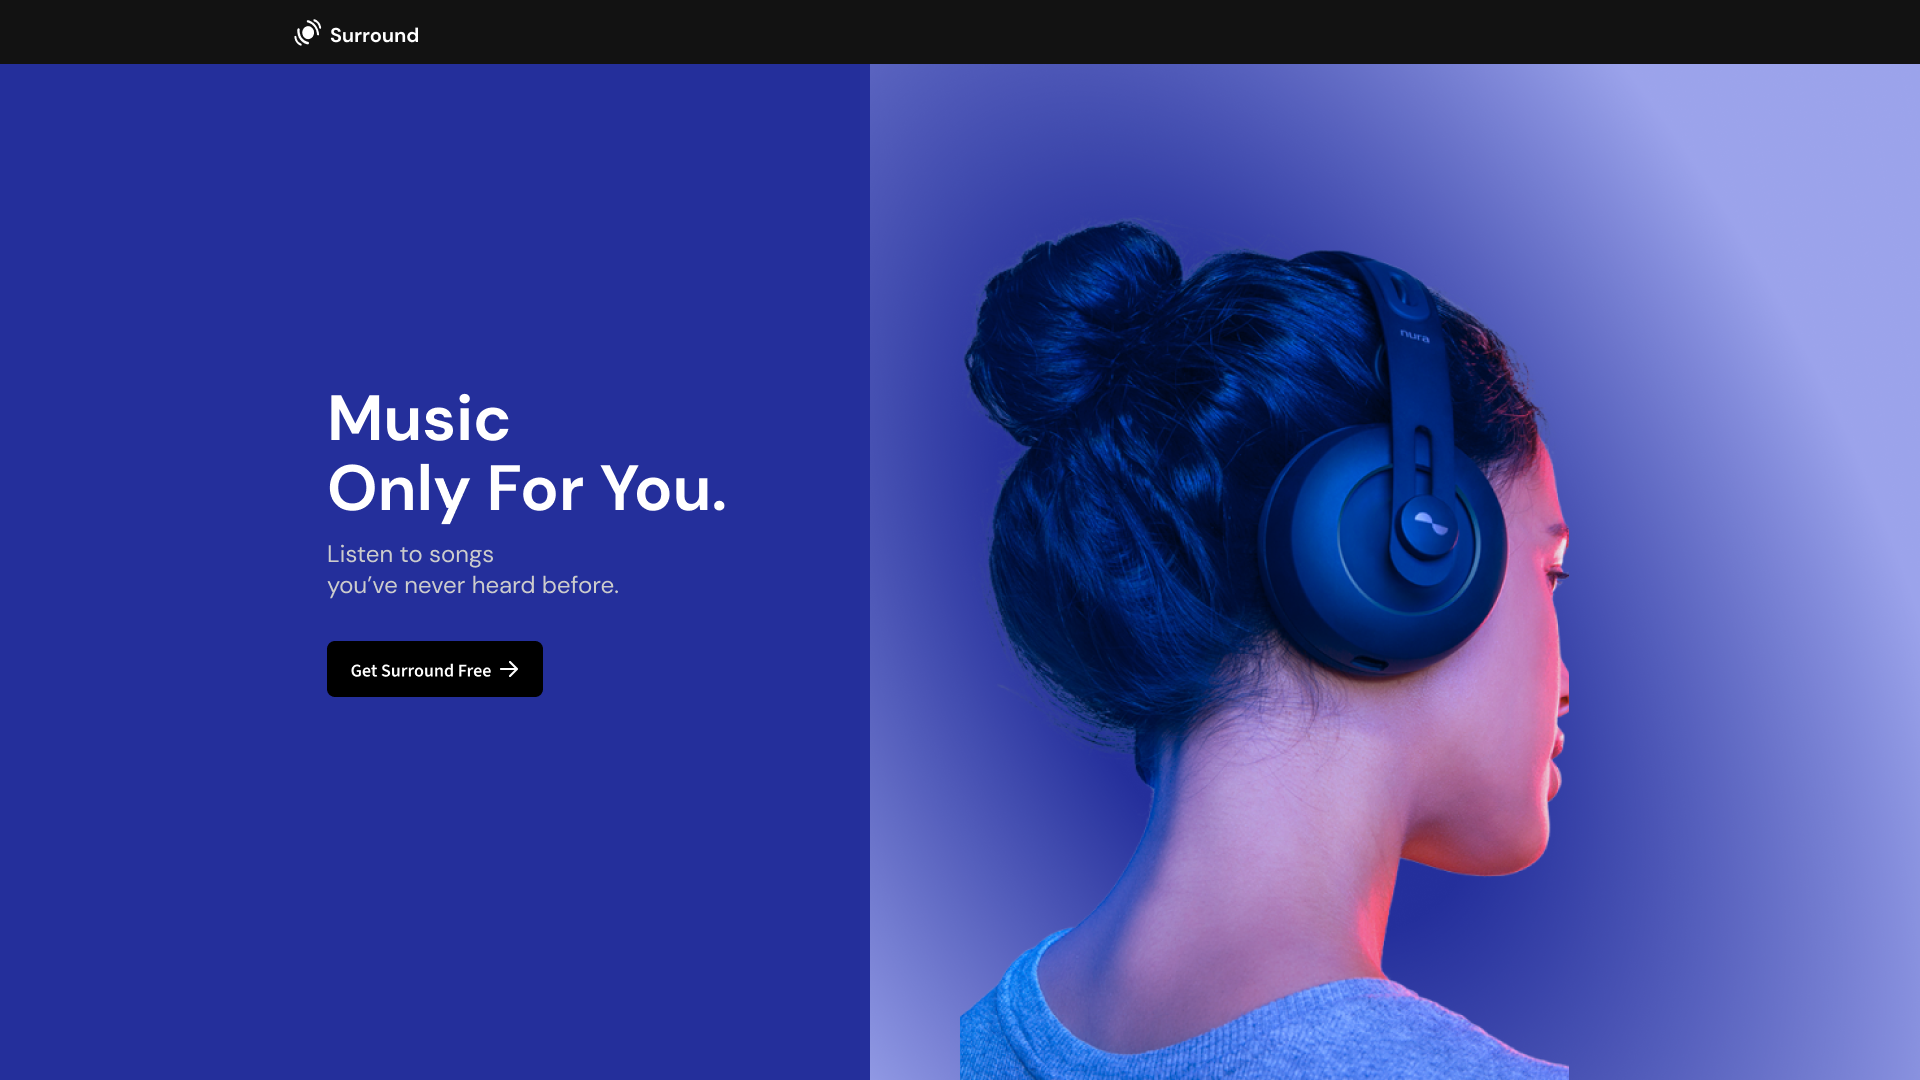 Surround
Music
Only For You.
Listen to songs
you’ve never heard before.
Get Surround Free
nura